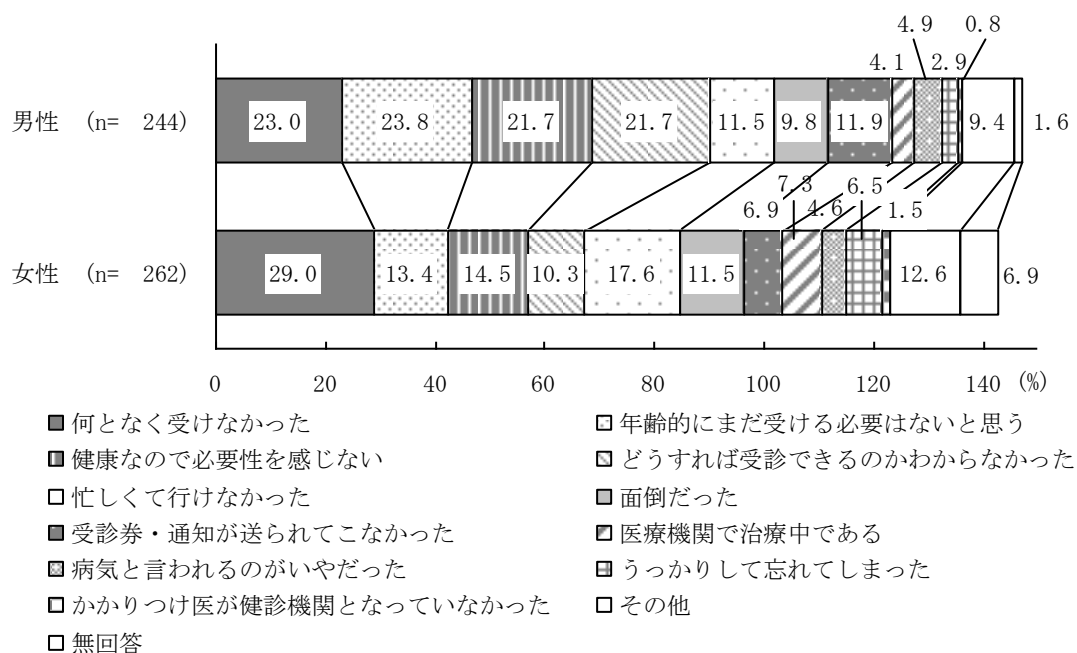 4.9 0.8
4.1 2.9
男性 (n= 244) 23.0 23.8 21.7 21.7 11.5 9.8 11.9 9.4 1.6
7.3 6.5
6.9 4.6 1.5
女性 (n= 262) 29.0 13.4 14.5 10.3 17.6 11.5 12.6 6.9
0 20 40 60 80 100 120 140 (%)
何となく受けなかった 年齢的にまだ受ける必要はないと思う
健康なので必要性を感じない どうすれば受診できるのかわからなかった
忙しくて行けなかった 面倒だった
受診券・通知が送られてこなかった 医療機関で治療中である
病気と言われるのがいやだった うっかりして忘れてしまった
かかりつけ医が健診機関となっていなかった その他
無回答